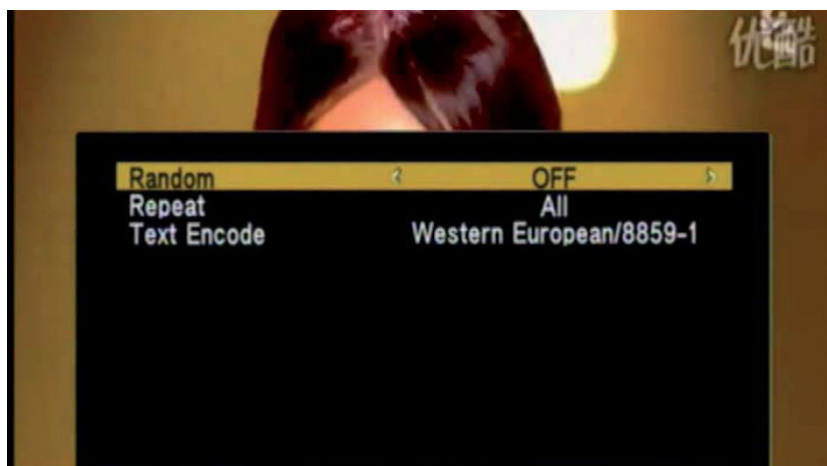 优酷
Random < OFF >
Repeat All
Text Encode Western European/8859-1